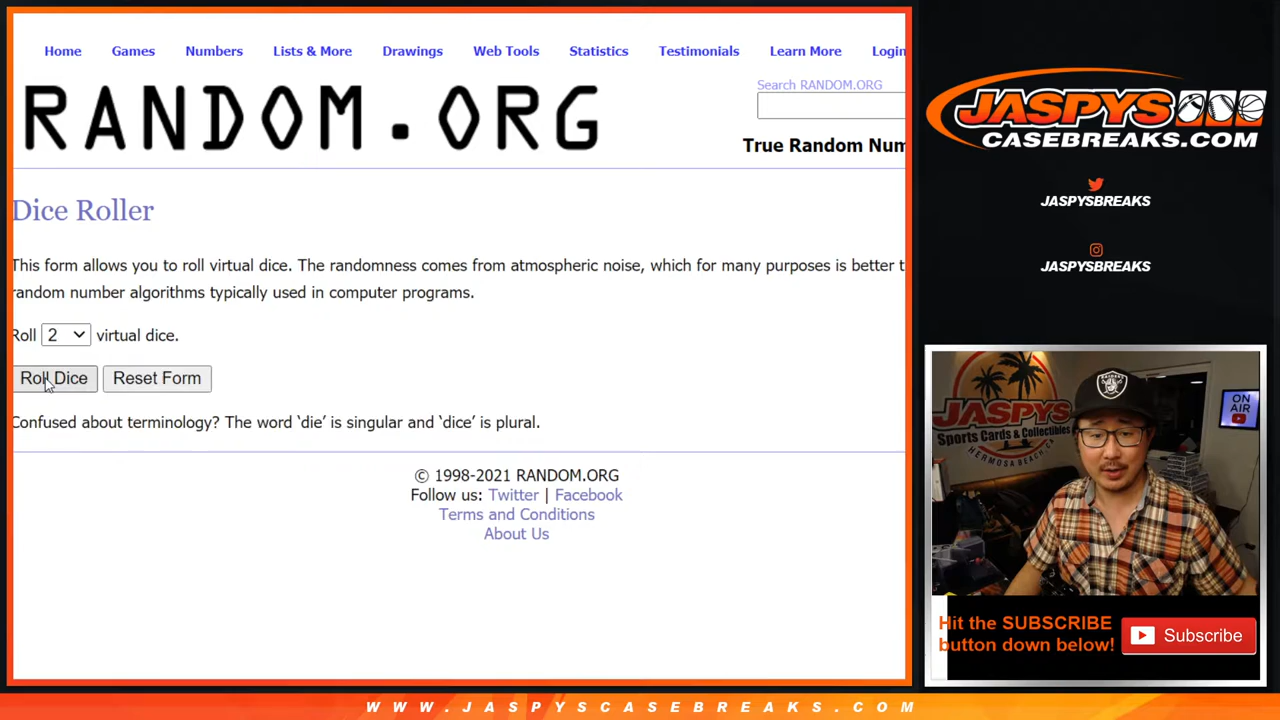 Home Games Numbers Lists & More Drawings Web Tools Statistics Testimonials Learn More Login
Search RANDOM.ORG
RANDOM.ORG
True Random Num
Dice Roller
This form allows you to roll virtual dice. The randomness comes from atmospheric noise, which for many purposes is better t
random number algorithms typically used in computer programs.
Roll 2 virtual dice.
Roll Dice Reset Form
Confused about terminology? The word ‘die’ is singular and ‘dice’ is plural.
© 1998-2021 RANDOM.ORG
Follow us: Twitter | Facebook
Terms and Conditions
About Us
JASPYS
CASEBREAKS.COM
JASPYSBREAKS
JASPYSBREAKS
JASPYS
Sports Cards & Collectibles
HERMOSA BEACH, CA
RAIDERS
ON
AIR
Hit the SUBSCRIBE
button down below!
Subscribe
WWW.JASPYSCASEBREAKS.COM